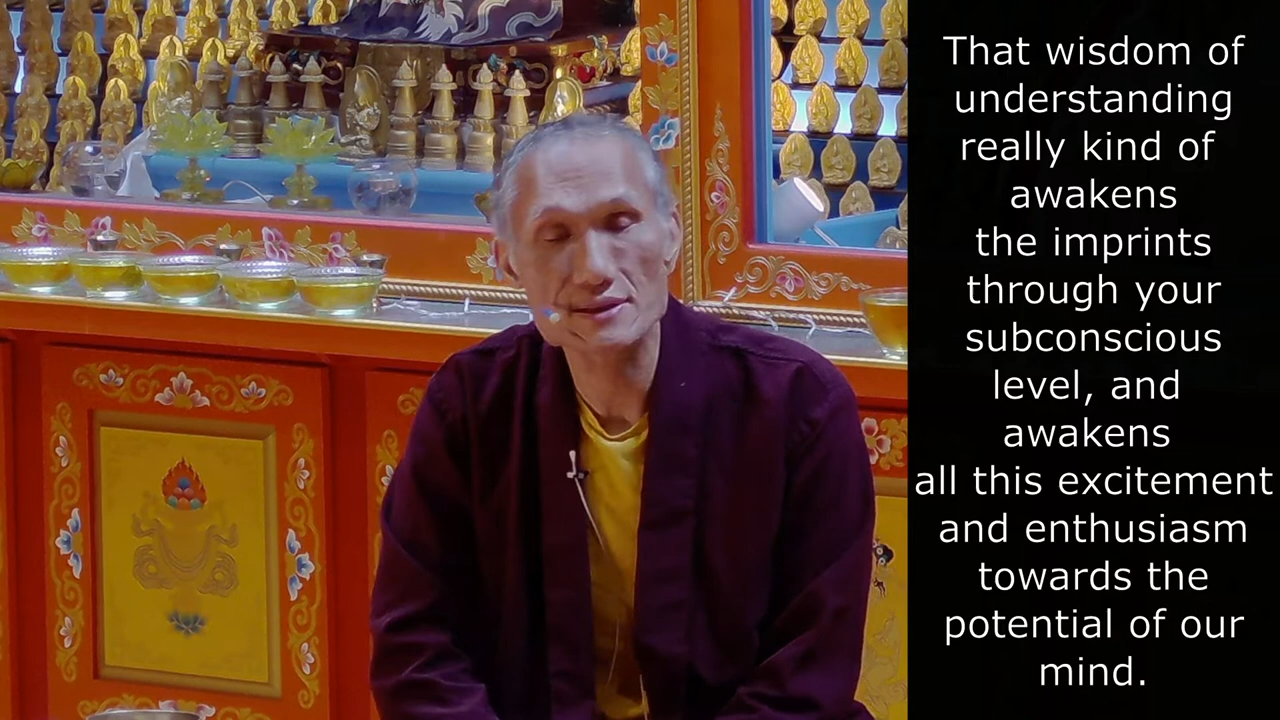 That wisdom of
understanding
really kind of
awakens
the imprints
through your
subconscious
level, and
awakens
all this excitement
and enthusiasm
towards the
potential of our
mind.